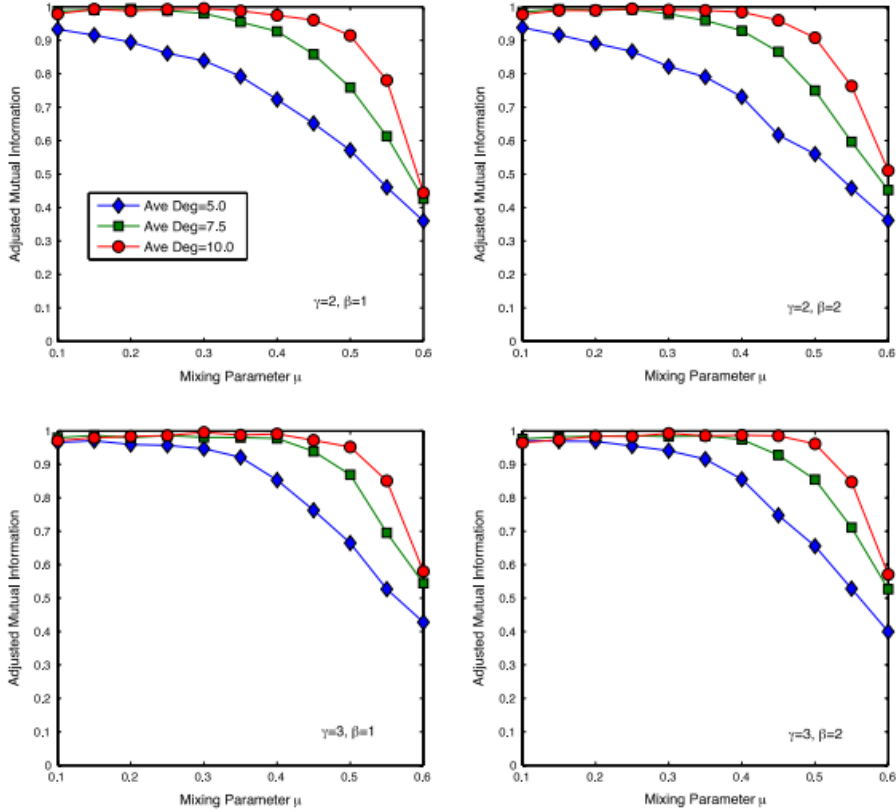 Adjusted Mutual Information
1
0.9
0.8
0.7
0.6
0.5
0.4
0.3
0.2
0.1
0
Ave Deg=5.0
Ave Deg=7.5
Ave Deg=10.0
γ=2, β=1
0.1 0.2 0.3 0.4 0.5 0.6
Mixing Parameter μ
Adjusted Mutual Information
1
0.9
0.8
0.7
0.6
0.5
0.4
0.3
0.2
0.1
0
γ=2, β=2
0.1 0.2 0.3 0.4 0.5 0.6
Mixing Parameter μ
Adjusted Mutual Information
1
0.9
0.8
0.7
0.6
0.5
0.4
0.3
0.2
0.1
0
γ=3, β=1
0.1 0.2 0.3 0.4 0.5 0.6
Mixing Parameter μ
Adjusted Mutual Information
1
0.9
0.8
0.7
0.6
0.5
0.4
0.3
0.2
0.1
0
γ=3, β=2
0.1 0.2 0.3 0.4 0.5 0.6
Mixing Parameter μ